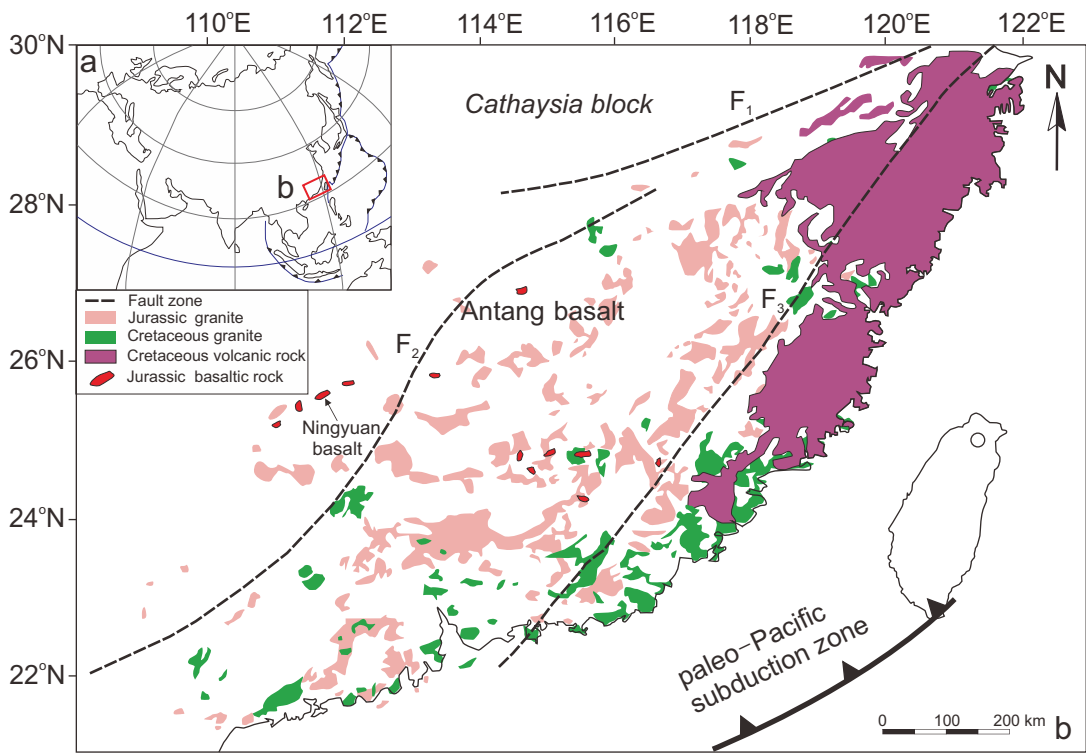 110°E
112°E
114°E
116°E
118°E
120°E
122°E
30°N
28°N
26°N
24°N
22°N
a
b
Cathaysia block
F1
N
F2
Antang basalt
F3
Fault zone
Jurassic granite
Cretaceous granite
Cretaceous volcanic rock
Jurassic basaltic rock
Ningyuan
basalt
paleo–Pacific
subduction zone
0 100 200 km
b